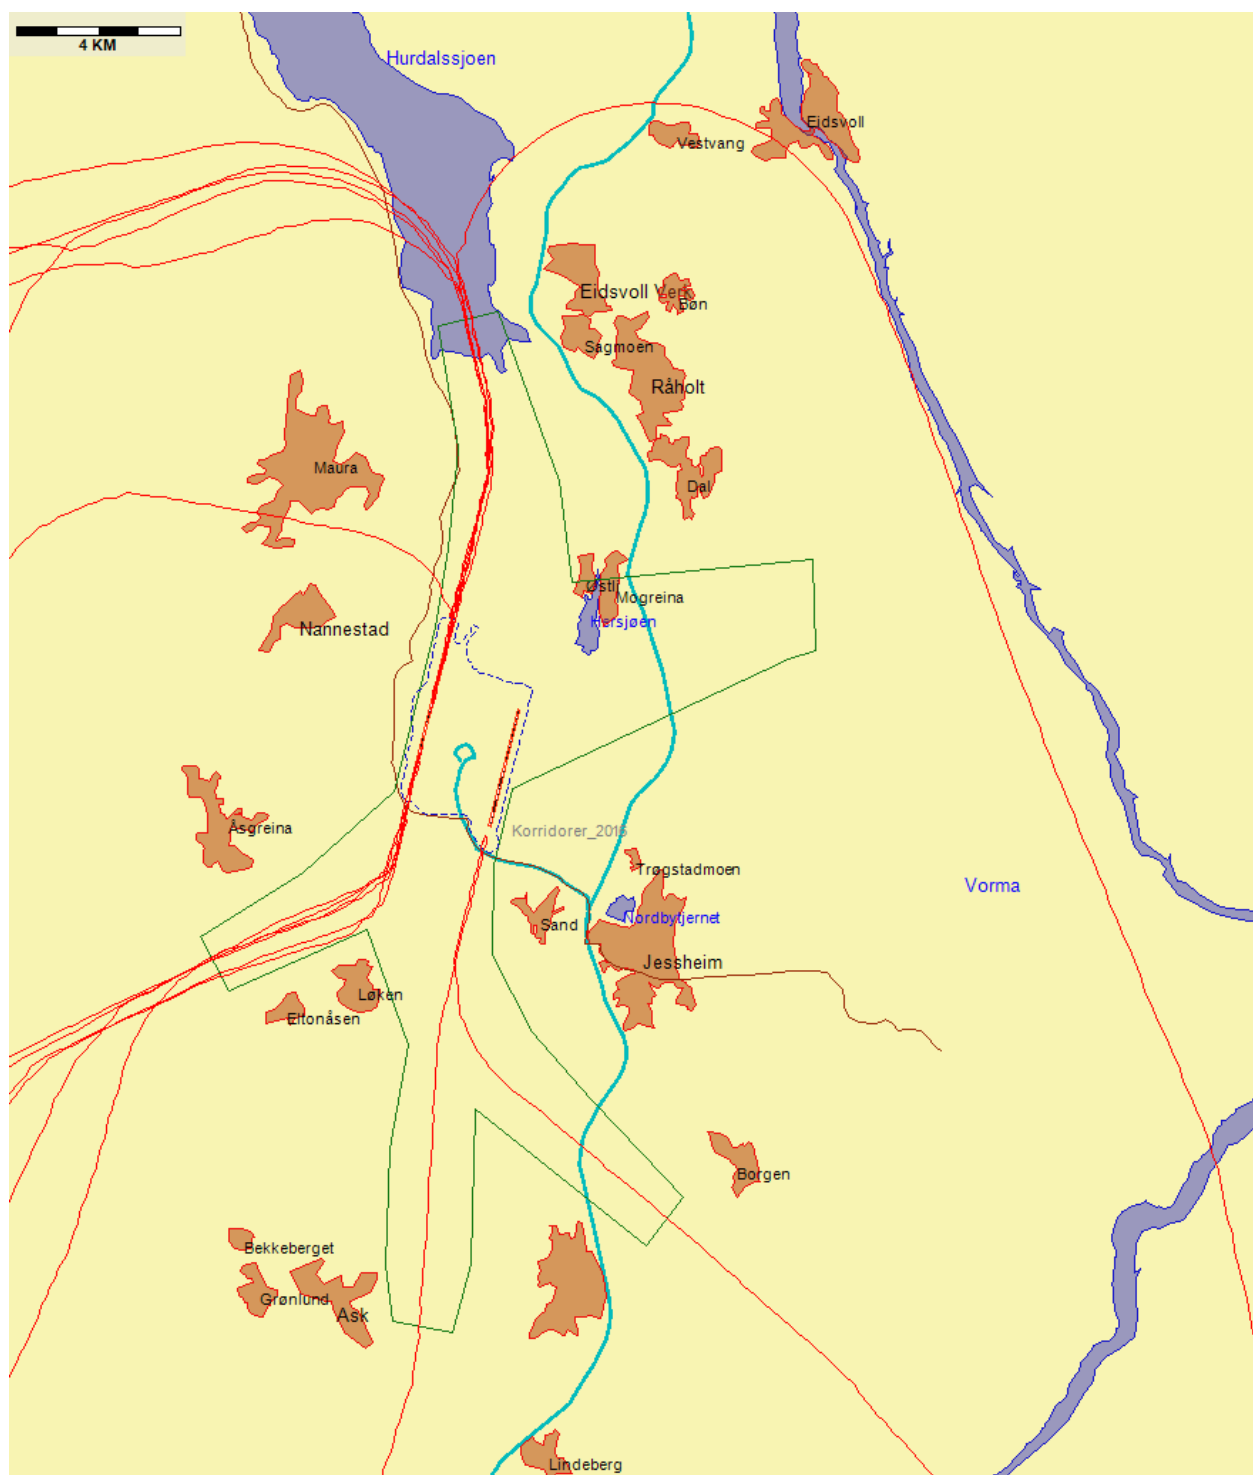 4 KM
Hurdalssjoen
Eidsvoll
Vestvang
Eidsvoll Verk
Bøn
Sagmoen
Råholt
Maura
Dal
Østli
Mogreina
Hersjøen
Nannestad
Åsgreina
Korridorer_2016
Trøgstadmoen
Vorma
Nordbytjernet
Sand
Jessheim
Løken
Eltonåsen
Borgen
Bekkeberget
Grønlund
Ask
Lindeberg